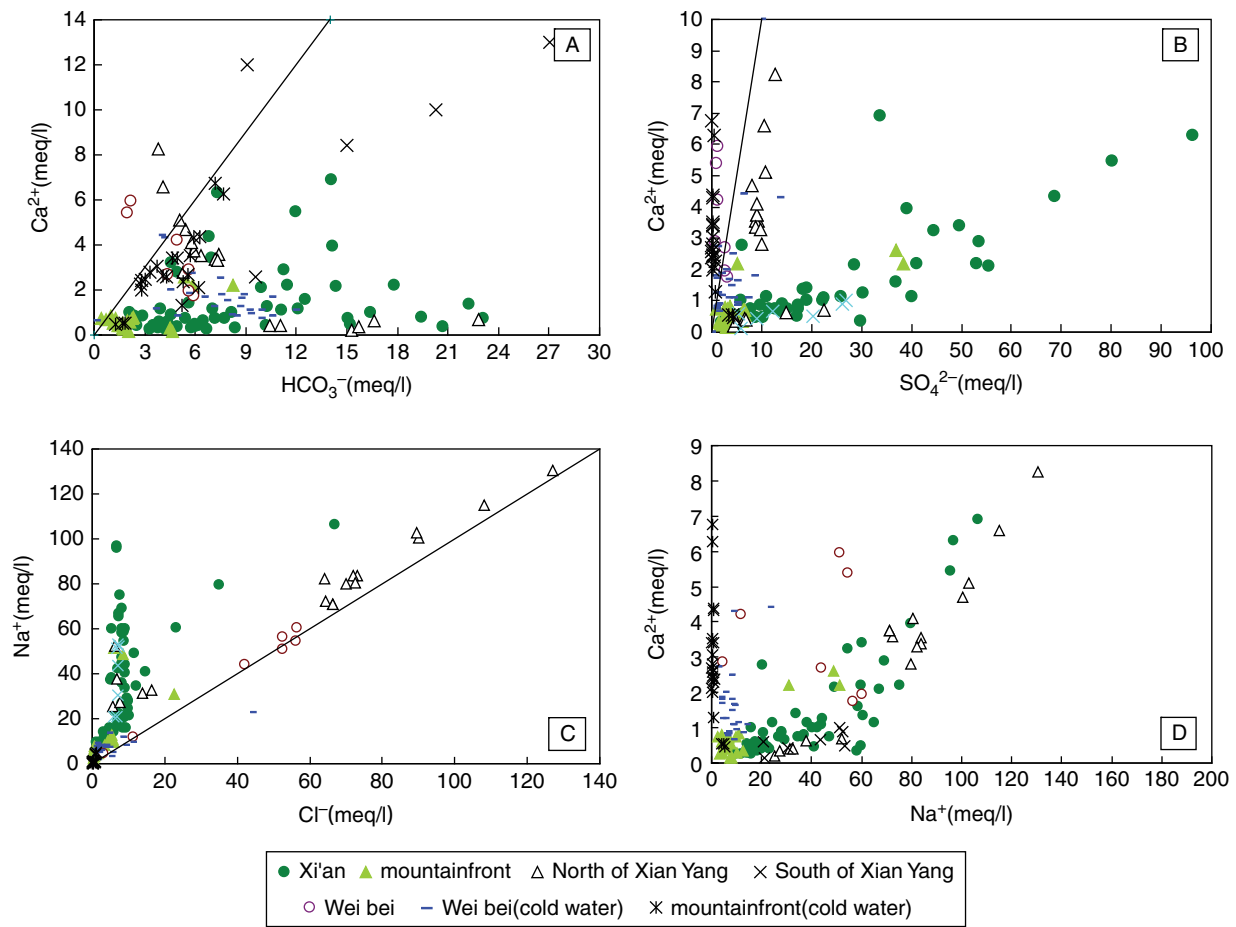 A
Ca²⁺(meq/l)
14
12
10
8
6
4
2
0
0 3 6 9 12 15 18 21 24 27 30
HCO₃⁻(meq/l)
B
Ca²⁺(meq/l)
10
9
8
7
6
5
4
3
2
1
0
0 10 20 30 40 50 60 70 80 90 100
SO₄²⁻(meq/l)
C
Na⁺(meq/l)
140
120
100
80
60
40
20
0
0 20 40 60 80 100 120 140
Cl⁻(meq/l)
D
Ca²⁺(meq/l)
9
8
7
6
5
4
3
2
1
0
0 20 40 60 80 100 120 140 160 180 200
Na⁺(meq/l)
Xi'an mountainfront North of Xian Yang South of Xian Yang
Wei bei Wei bei(cold water) mountainfront(cold water)